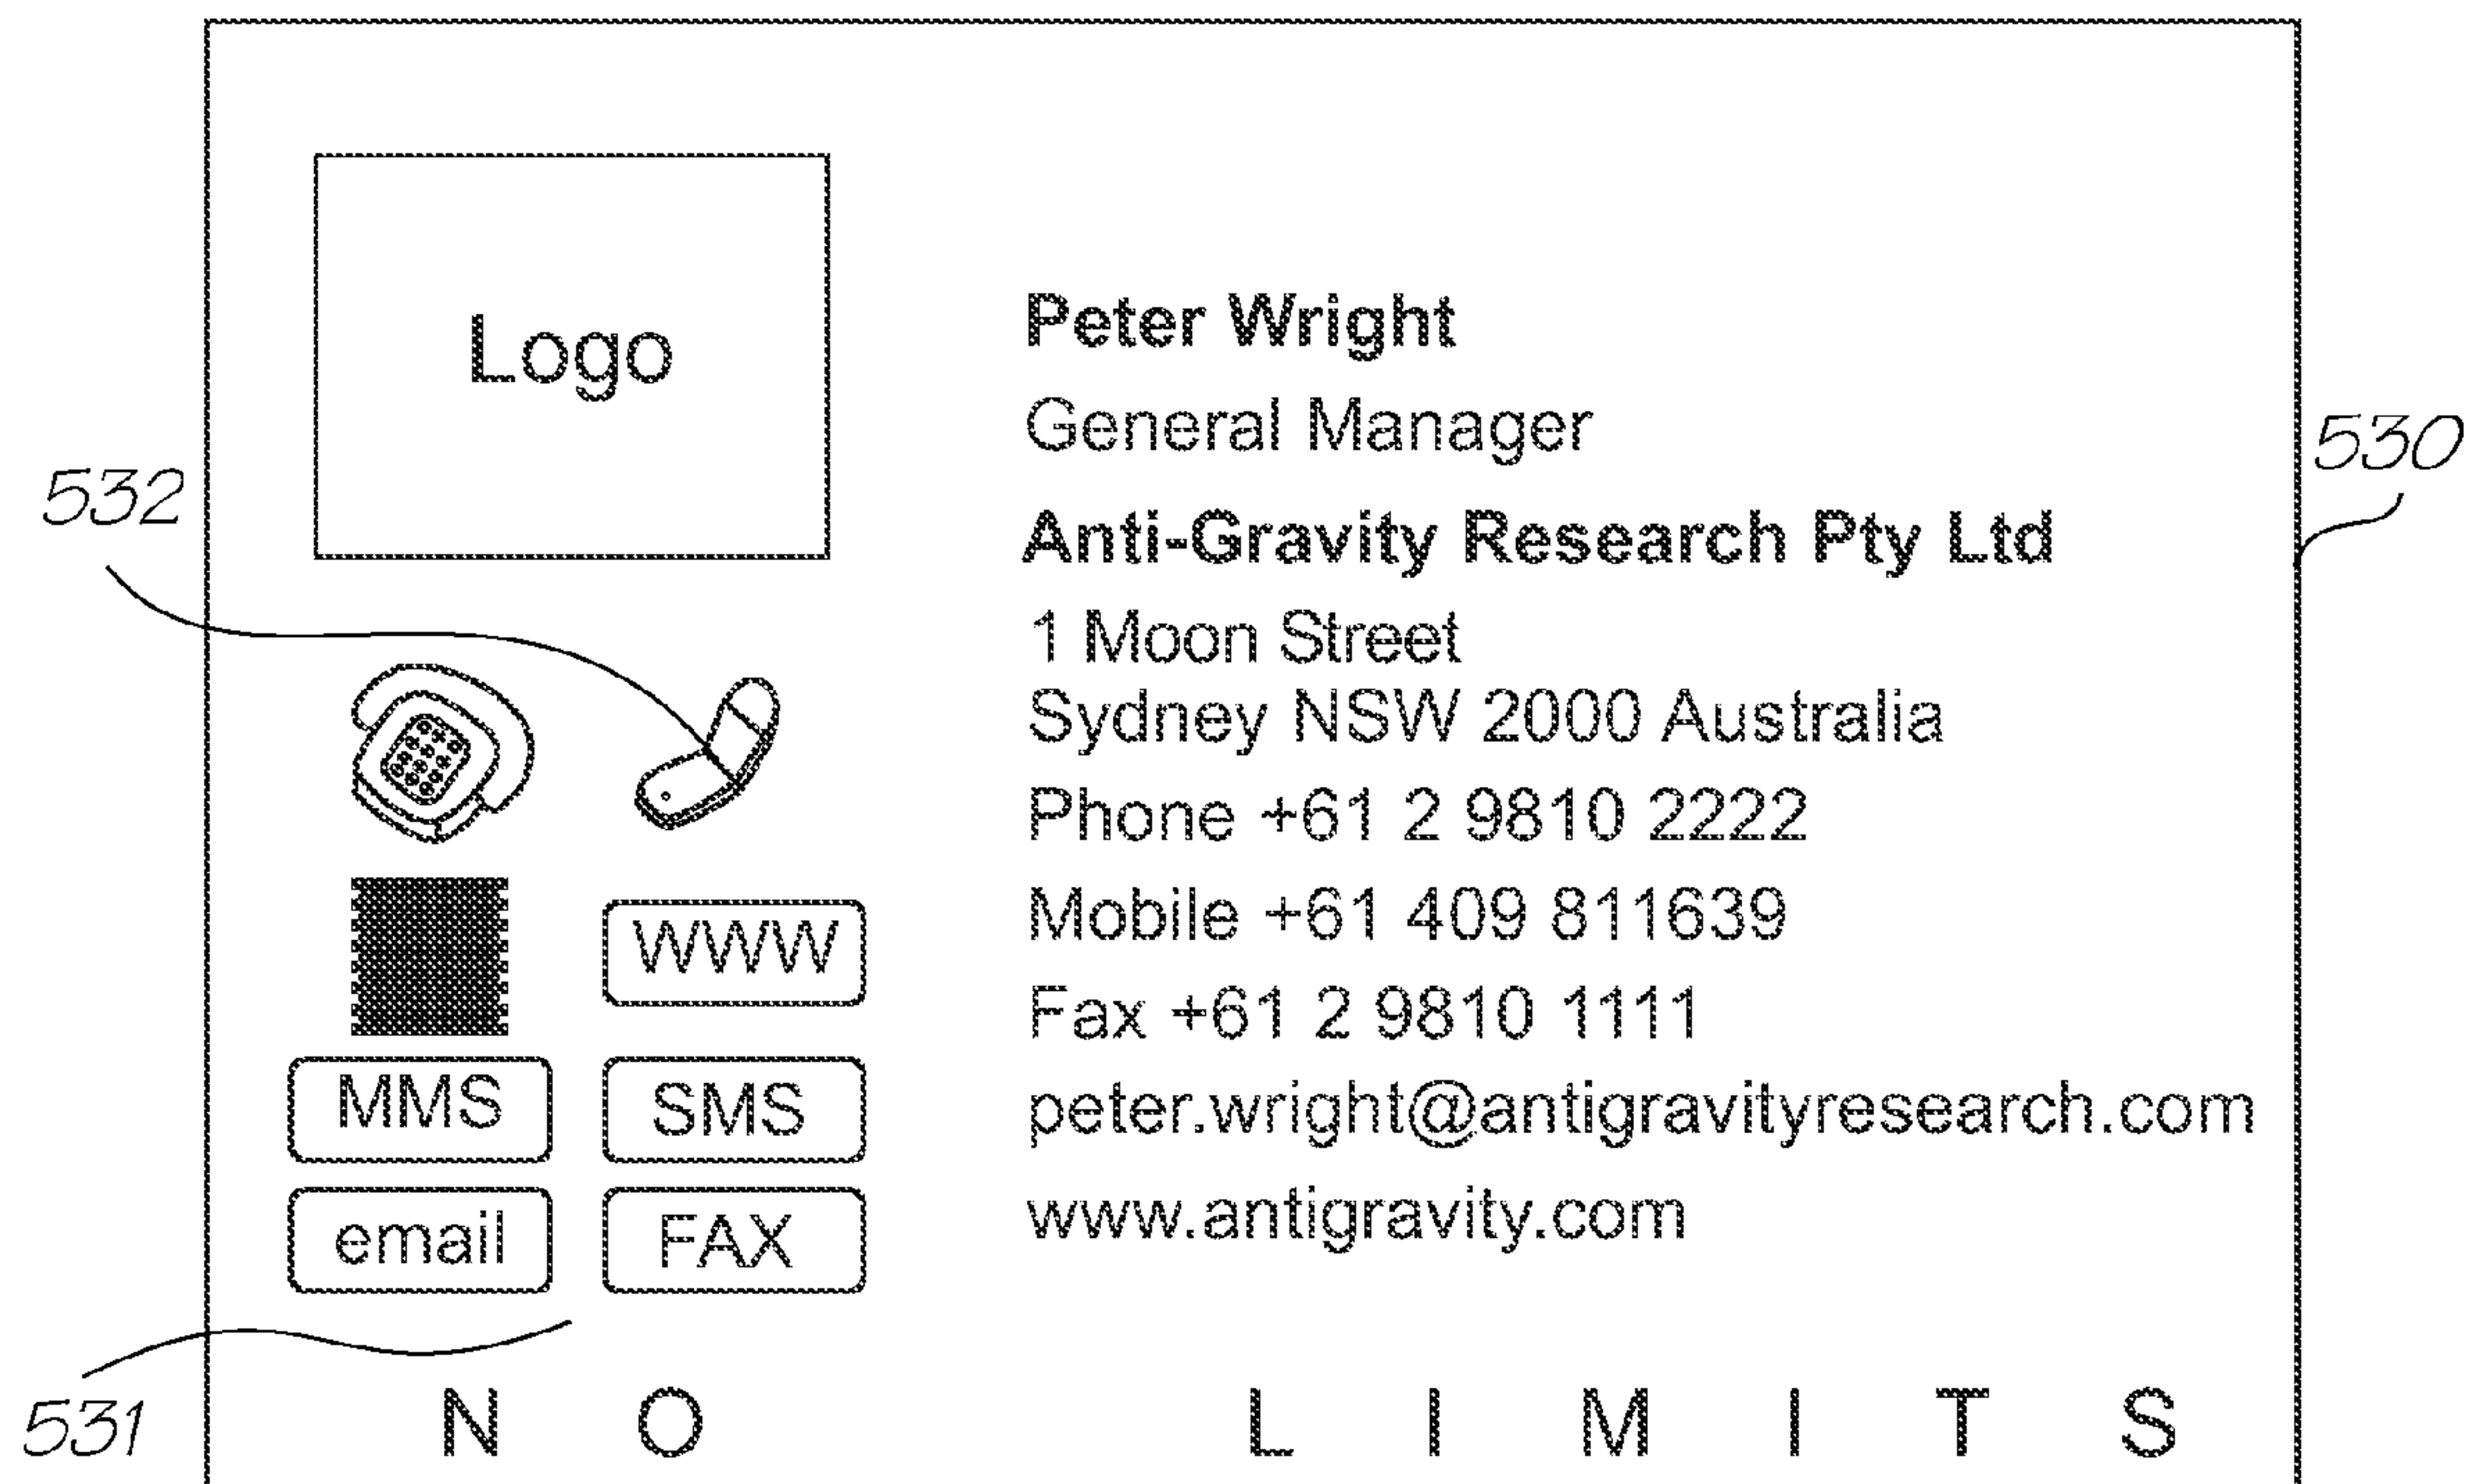 Logo
Peter Wright
General Manager
Anti-Gravity Research Pty Ltd
1 Moon Street
Sydney NSW 2000 Australia
Phone +61 2 9810 2222
Mobile +61 409 811639
Fax +61 2 9810 1111
peter.wright@antigravityresearch.com
www.antigravity.com
532
530
WWW
MMS SMS
email FAX
531
NO LIMITS